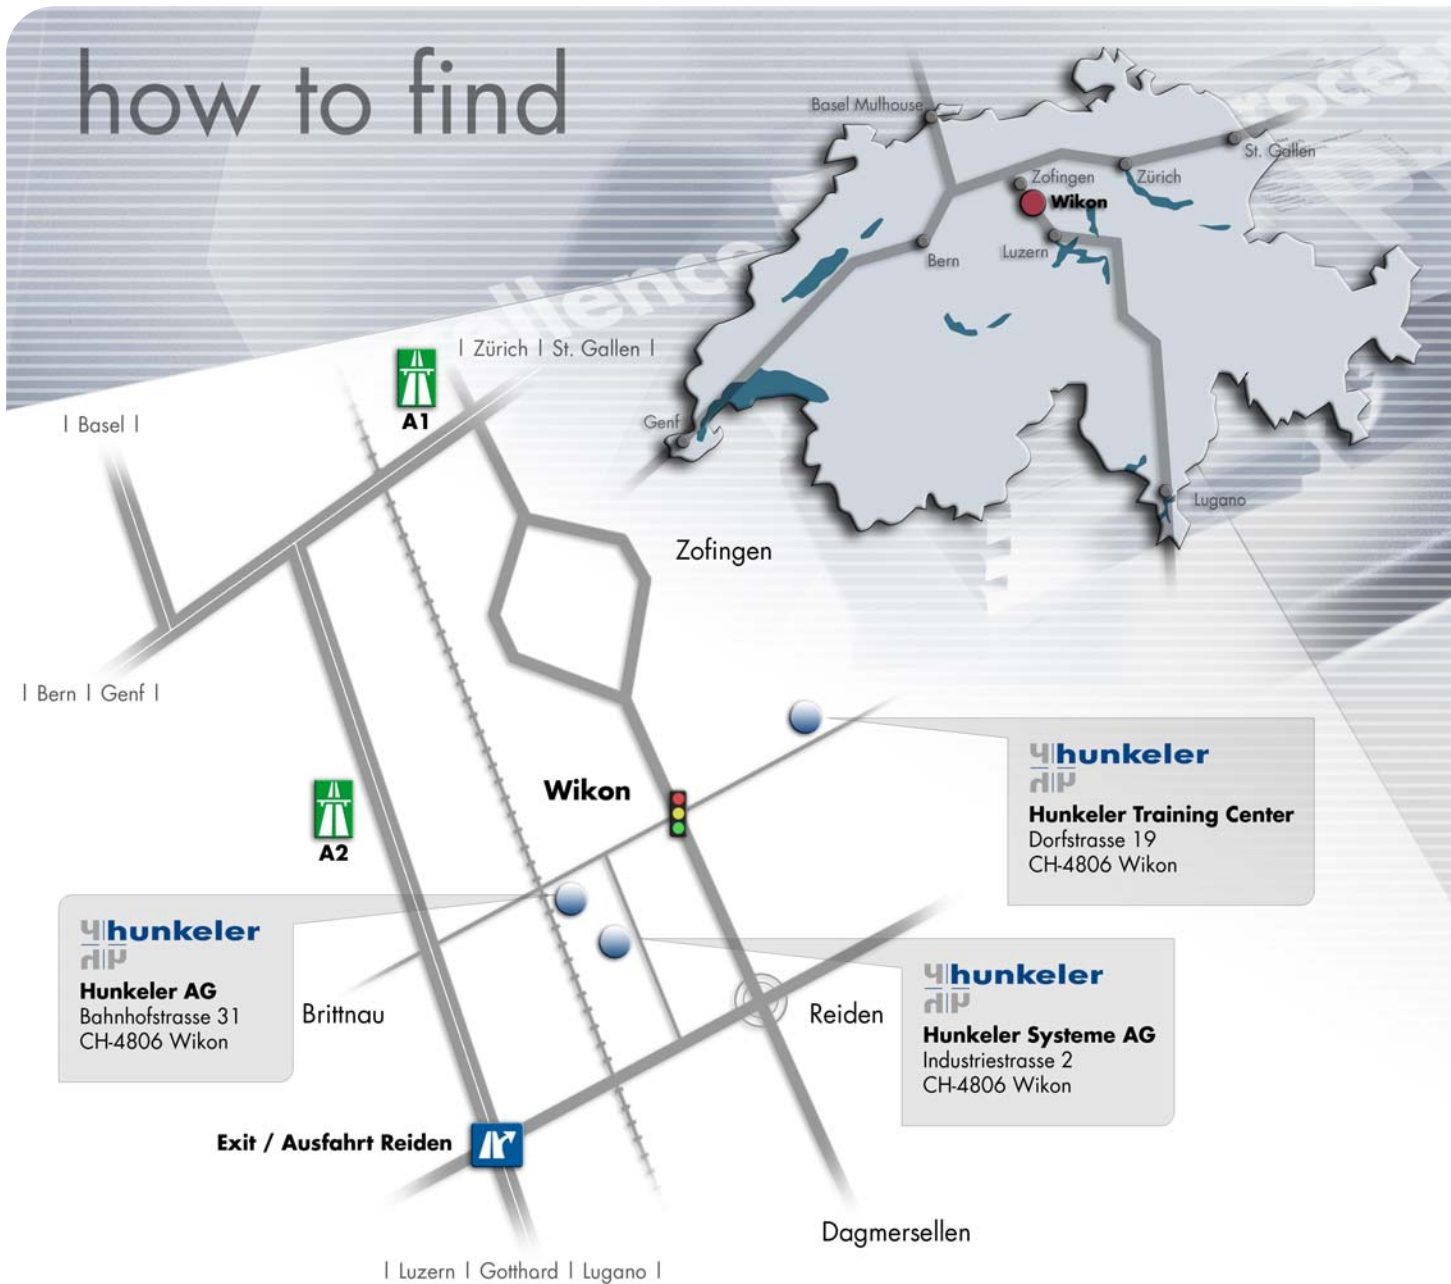 how to find
Basel Mulhouse
St. Gallen
Zofingen
Zürich
Wikon
Bern
Luzern
Genf
Lugano
| Zürich | St. Gallen |
A1
| Basel |
Zofingen
| Bern | Genf |
Wikon
A2
hunkeler
Hunkeler Training Center
Dorfstrasse 19
CH-4806 Wikon
hunkeler
Hunkeler AG
Bahnhofstrasse 31
CH-4806 Wikon
Brittnau
Reiden
hunkeler
Hunkeler Systeme AG
Industriestrasse 2
CH-4806 Wikon
Exit / Ausfahrt Reiden
Dagmersellen
| Luzern | Gotthard | Lugano |